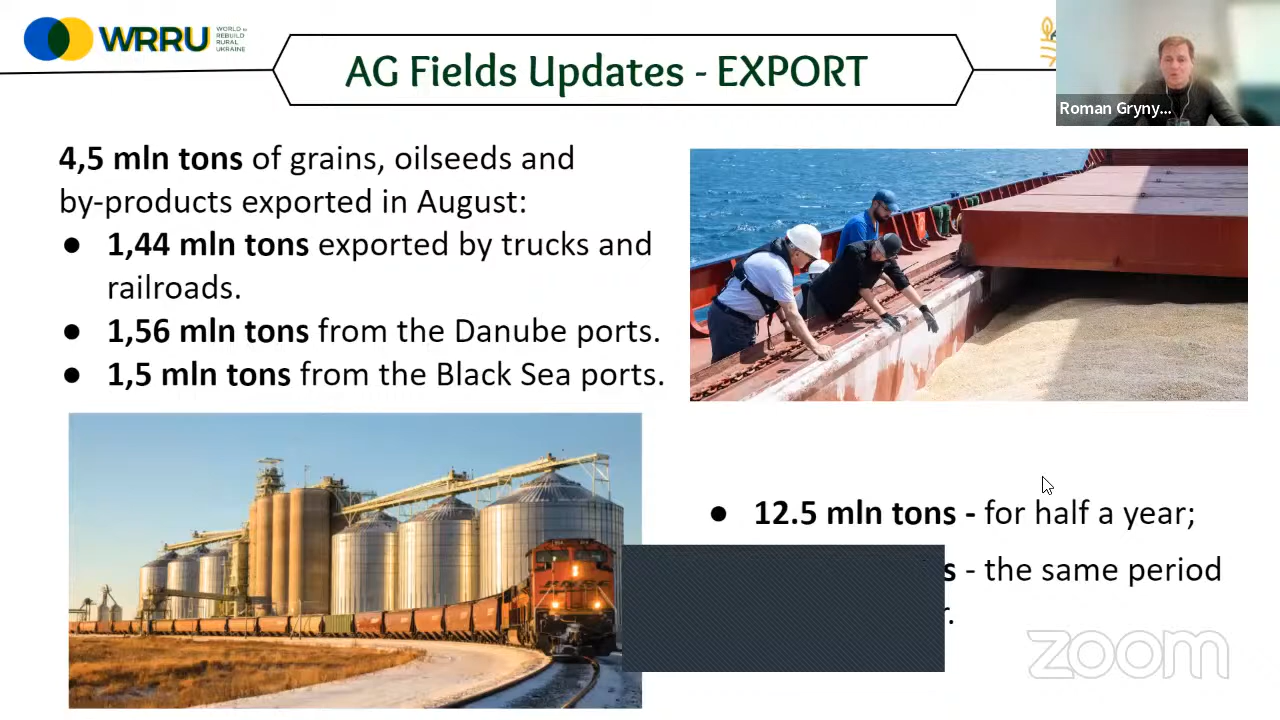 WRRU
WORLD to
REBUILD
RURAL
UKRAINE
AG Fields Updates - EXPORT
Roman Gryny...
4,5 mln tons of grains, oilseeds and
by-products exported in August:
● 1,44 mln tons exported by trucks and
railroads.
● 1,56 mln tons from the Danube ports.
● 1,5 mln tons from the Black Sea ports.
● 12.5 mln tons - for half a year;
s - the same period
r.
zoom